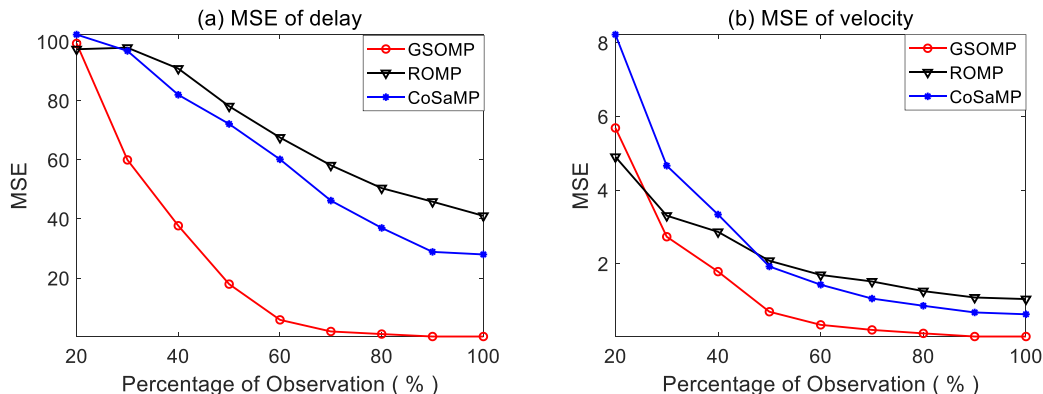 (a) MSE of delay
GSOMP
ROMP
CoSaMP
100
80
60
40
20
MSE
20 40 60 80 100
Percentage of Observation ( % )
(b) MSE of velocity
GSOMP
ROMP
CoSaMP
8
6
4
2
MSE
20 40 60 80 100
Percentage of Observation ( % )